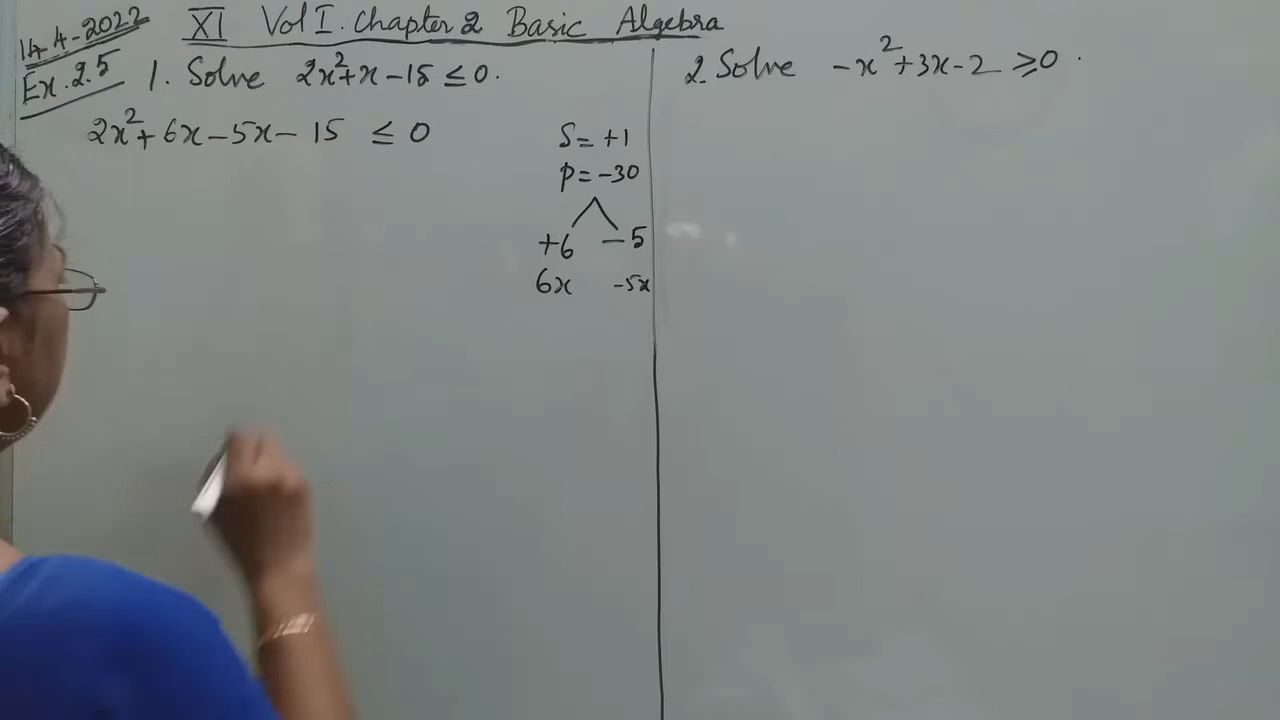 14-4-2022
XI Vol I. Chapter 2 Basic Algebra
Ex. 2.5
1. Solve 2x²+x-15 ≤ 0.
2x²+6x-5x-15 ≤ 0
S= +1
P= -30
+6 -5
6x -5x
2. Solve -x²+3x-2 ≥0.